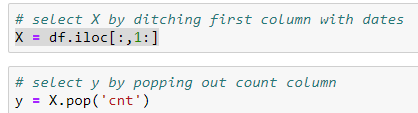 # select X by ditching first column with dates
X = df.iloc[:,1:]
# select y by popping out count column
y = X.pop('cnt')